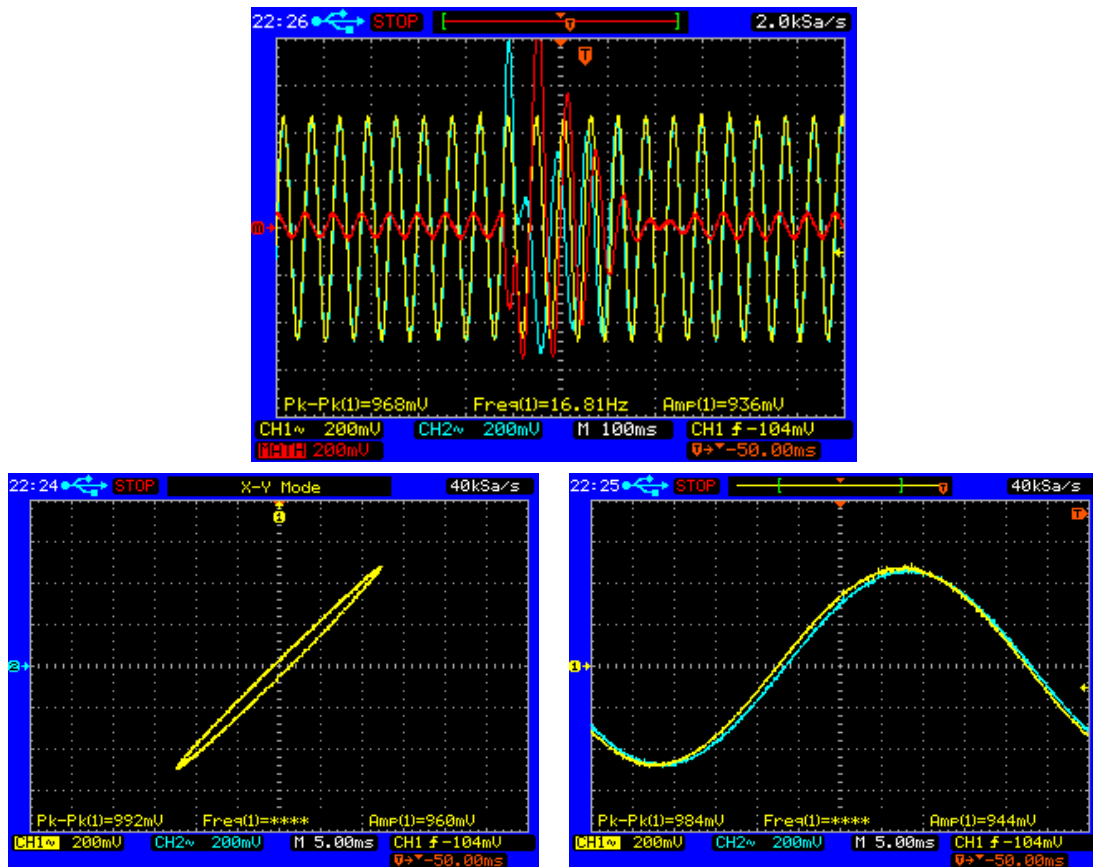 22:26 STOP [ T ] 2.0kSa/s
T
M
Pk-Pk(1)=968mV Freq(1)=16.81Hz Amp(1)=936mV
CH1~ 200mV CH2~ 200mV M 100ms CH1 -104mV
MATH 200mV T→-50.00ms
22:24 STOP X-Y Mode 40kSa/s
1
2
Pk-Pk(1)=992mV Freq(1)=**** Amp(1)=960mV
CH1~ 200mV CH2~ 200mV M 5.00ms CH1 -104mV
T→-50.00ms
22:25 STOP [ ] T 40kSa/s
T
1
Pk-Pk(1)=984mV Freq(1)=**** Amp(1)=944mV
CH1~ 200mV CH2~ 200mV M 5.00ms CH1 -104mV
T→-50.00ms